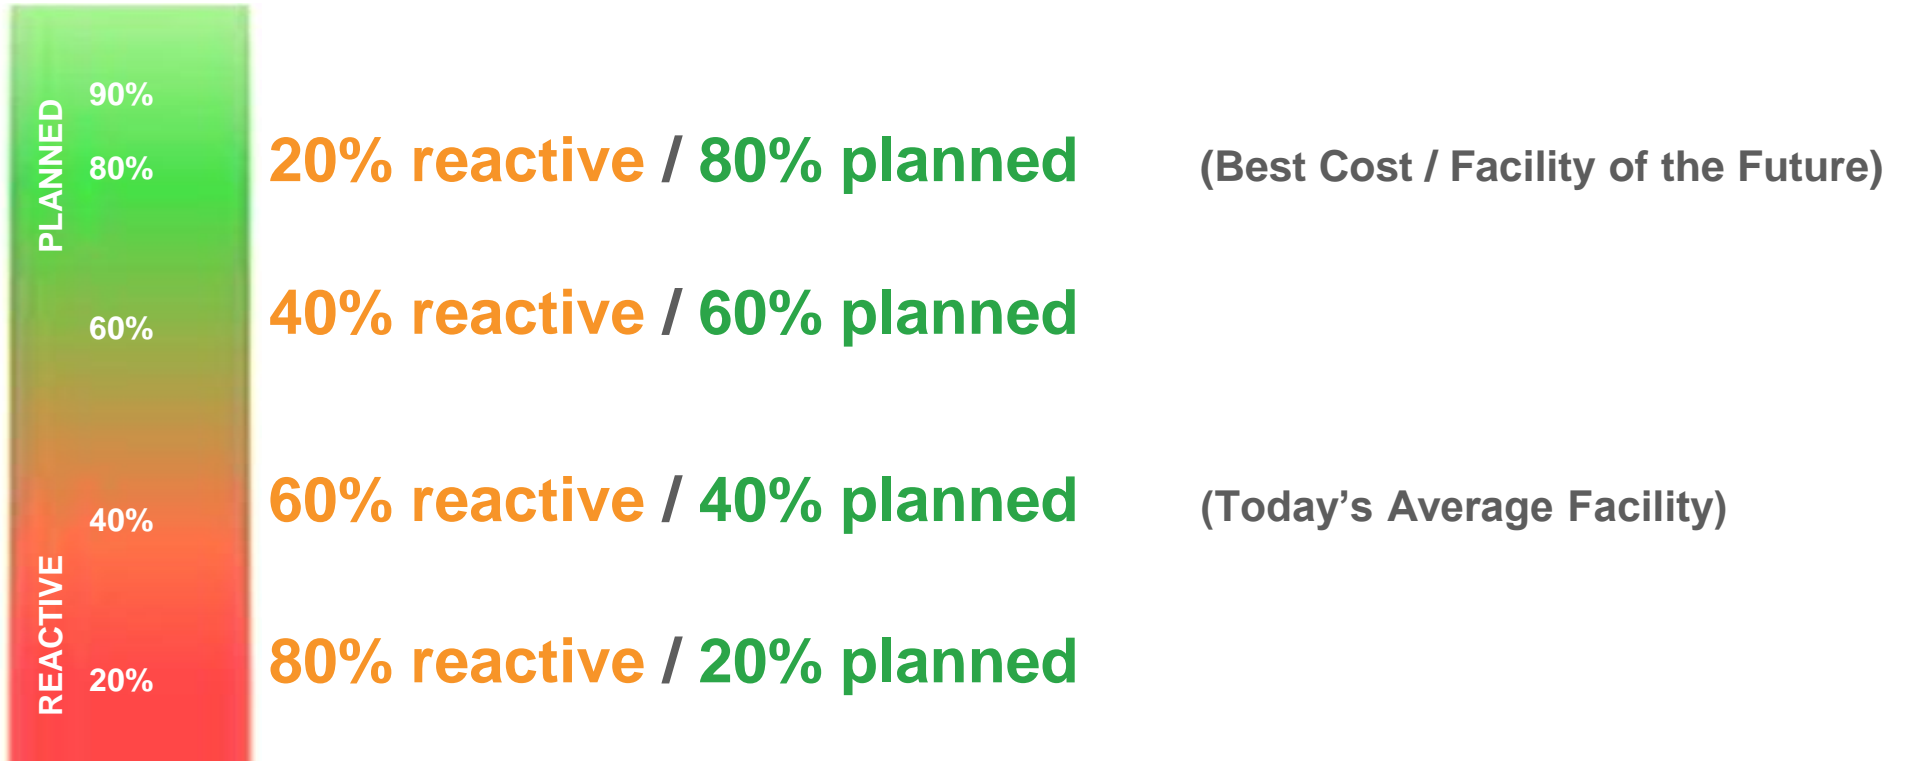 PLANNED
90%
80%
20% reactive / 80% planned
(Best Cost / Facility of the Future)
60%
40% reactive / 60% planned
40%
60% reactive / 40% planned
(Today’s Average Facility)
REACTIVE
20%
80% reactive / 20% planned